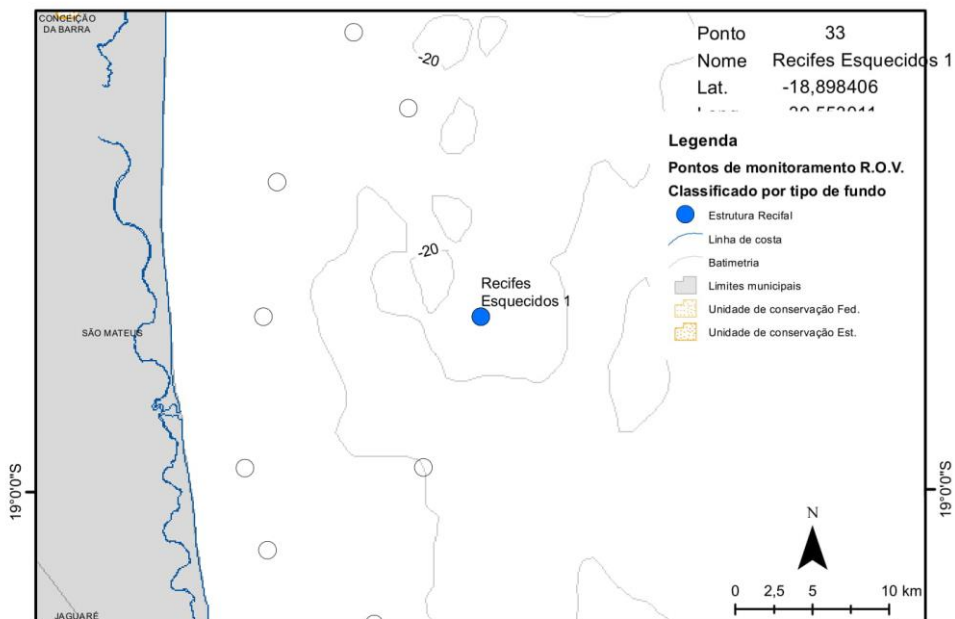 CONCEIÇÃO
DA BARRA
-20
Ponto 33
Nome Recifes Esquecidos 1
Lat. -18,898406
Legenda
Pontos de monitoramento R.O.V.
Classificado por tipo de fundo
Estrutura Recifal
Linha de costa
Batimetria
Limites municipais
Unidade de conservação Fed.
Unidade de conservação Est.
-20
Recifes
Esquecidos 1
SÃO MATEUS
19°0'0"S
19°0'0"S
N
0 2,5 5 10 km
JAGUARÉ